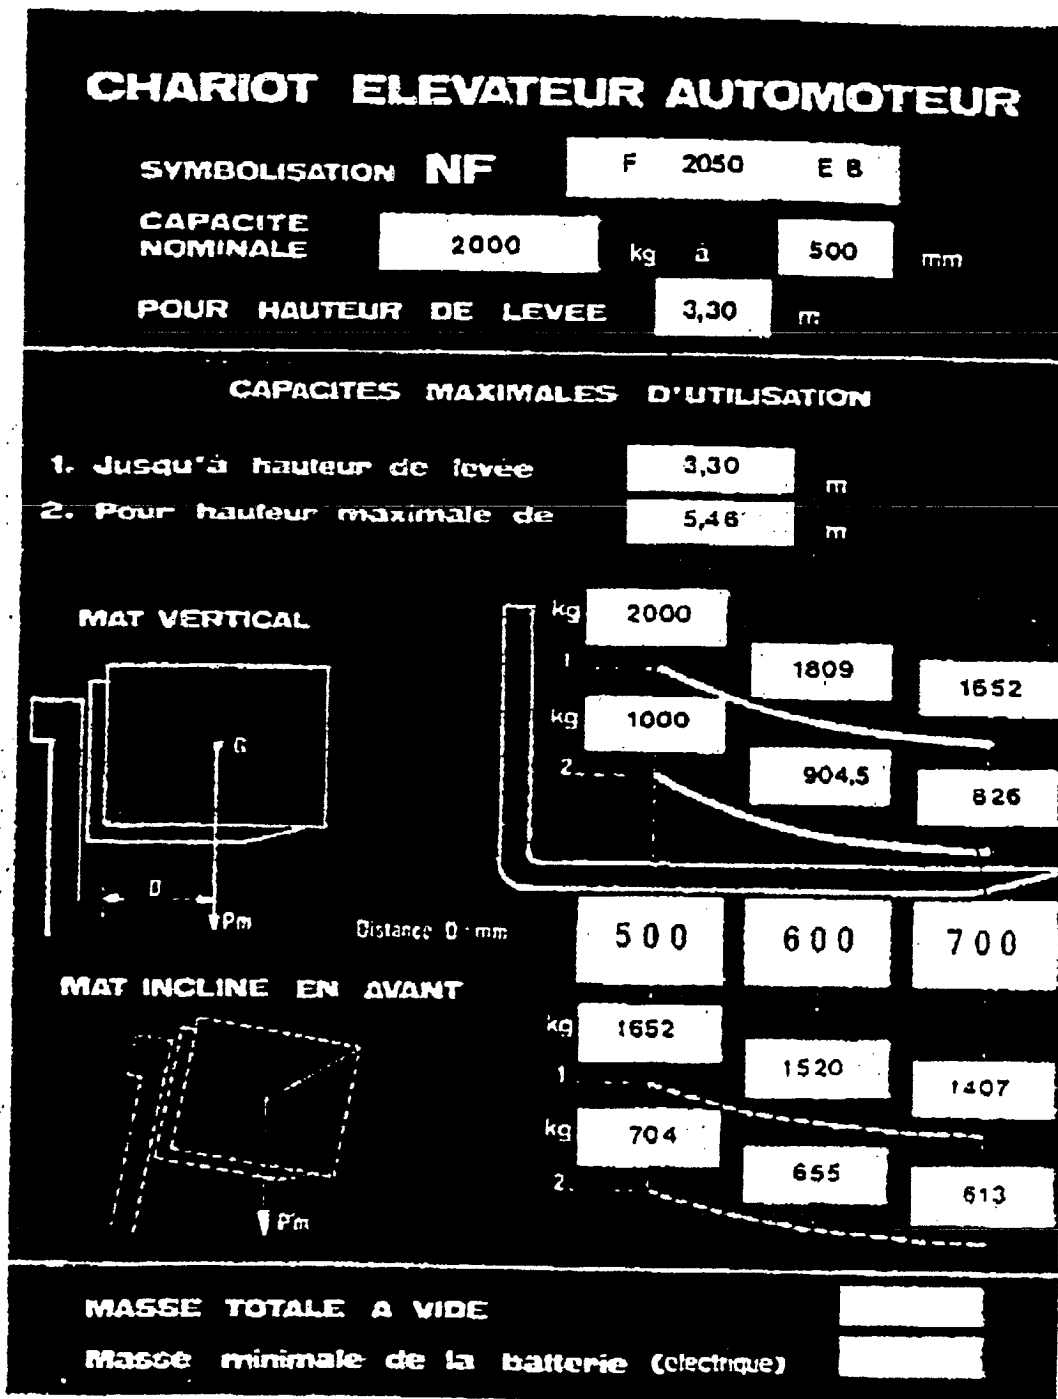 CHARIOT ELEVATEUR AUTOMOTEUR
SYMBOLISATION NF F 2050 E B
CAPACITE NOMINALE 2000 kg à 500 mm
POUR HAUTEUR DE LEVEE 3,30 m
CAPACITES MAXIMALES D'UTILISATION
1. Jusqu'à hauteur de levée 3,30 m
2. Pour hauteur maximale de 5,46 m
MAT VERTICAL
G
D
Pm
kg 2000
1 1809 1652
kg 1000
2 904,5 826
Distance D - mm 500 600 700
MAT INCLINE EN AVANT
Pm
kg 1652
1 1520 1407
kg 704
2 655 613
MASSE TOTALE A VIDE
Masse minimale de la batterie (electrique)